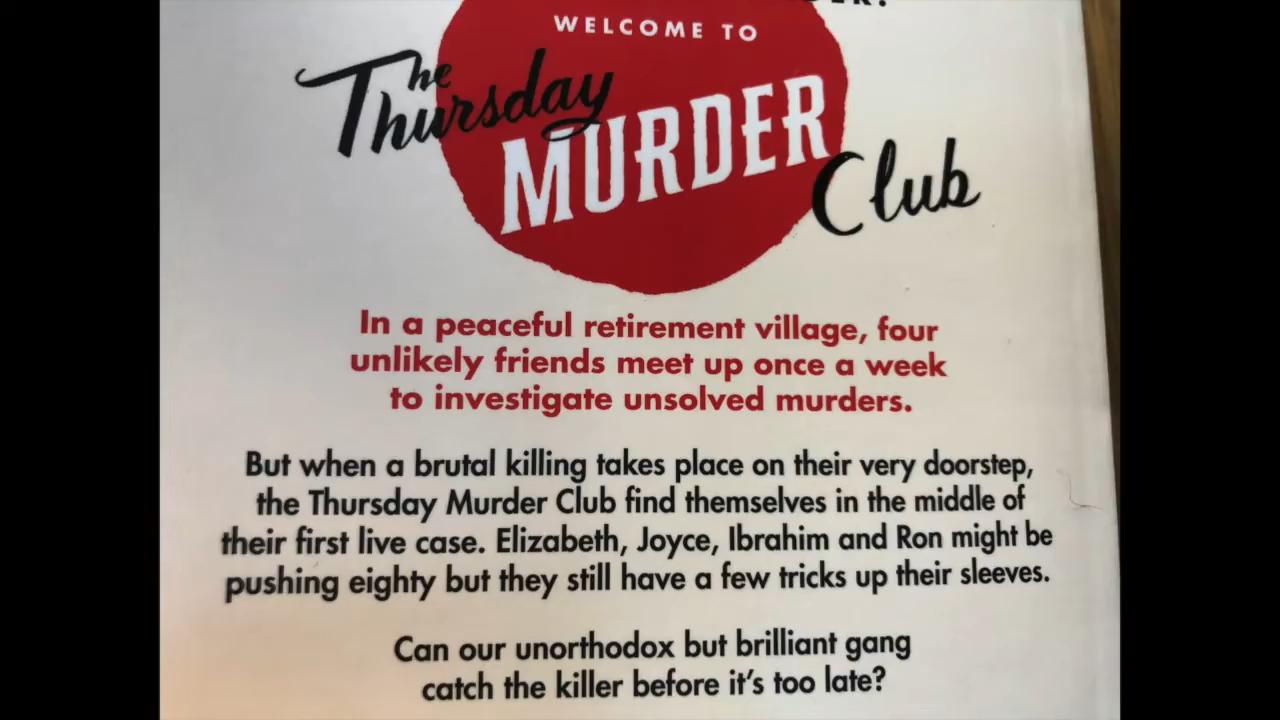 WELCOME TO
The
Thursday
MURDER
Club
In a peaceful retirement village, four
unlikely friends meet up once a week
to investigate unsolved murders.
But when a brutal killing takes place on their very doorstep,
the Thursday Murder Club find themselves in the middle of
their first live case. Elizabeth, Joyce, Ibrahim and Ron might be
pushing eighty but they still have a few tricks up their sleeves.
Can our unorthodox but brilliant gang
catch the killer before it's too late?